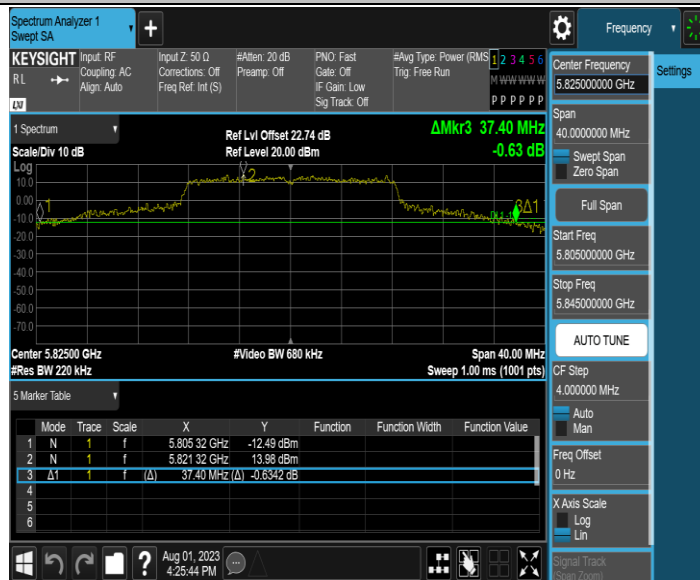 Spectrum Analyzer 1
Swept SA
Frequency
KEYSIGHT
R L
LXI
Input: RF
Coupling: AC
Align: Auto
Input Z: 50 Ω
Corrections: Off
Freq Ref: Int (S)
#Atten: 20 dB
Preamp: Off
PNO: Fast
Gate: Off
IF Gain: Low
Sig Track: Off
#Avg Type: Power (RMS
Trig: Free Run
1 2 3 4 5 6
M W W W W W
P P P P P P
Center Frequency
5.825000000 GHz
Settings
Span
40.0000000 MHz
Swept Span
Zero Span
Full Span
Start Freq
5.805000000 GHz
Stop Freq
5.845000000 GHz
AUTO TUNE
CF Step
4.000000 MHz
Auto
Man
Freq Offset
0 Hz
X Axis Scale
Log
Lin
Signal Track
(Span Zoom)
1 Spectrum
Scale/Div 10 dB
Ref Lvl Offset 22.74 dB
Ref Level 20.00 dBm
ΔMkr3 37.40 MHz
-0.63 dB
Log
10.0
0.00
-10.0
-20.0
-30.0
-40.0
-50.0
-60.0
-70.0
1
2
3Δ1
Center 5.82500 GHz
#Res BW 220 kHz
#Video BW 680 kHz
Span 40.00 MHz
Sweep 1.00 ms (1001 pts)
5 Marker Table
Mode Trace Scale X Y Function Function Width Function Value
1 N 1 f 5.805 32 GHz -12.49 dBm
2 N 1 f 5.821 32 GHz 13.98 dBm
3 Δ1 1 f (Δ) 37.40 MHz (Δ) -0.6342 dB
4
5
6
?
Aug 01, 2023
4:25:44 PM